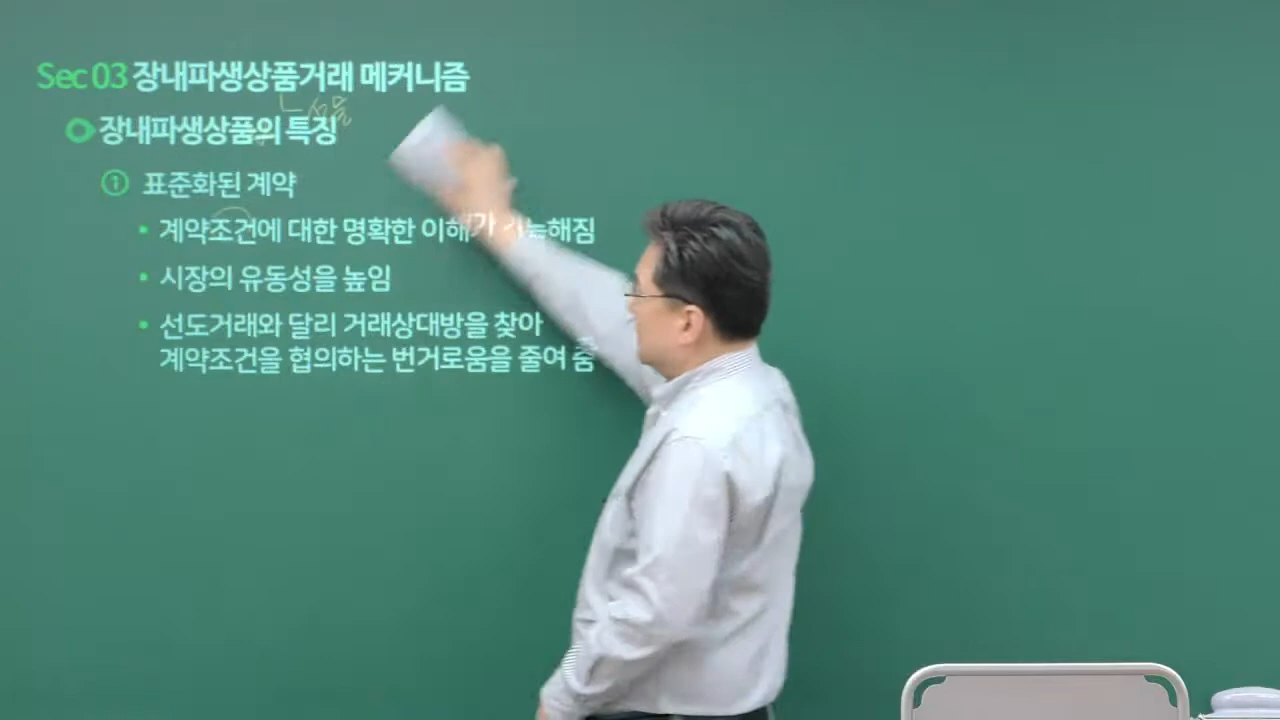 Sec 03 장내파생상품거래 메커니즘
장내파생상품의 특징
① 표준화된 계약
계약조건에 대한 명확한 이해가 가능해짐
시장의 유동성을 높임
선도거래와 달리 거래상대방을 찾아
계약조건을 협의하는 번거로움을 줄여 줌